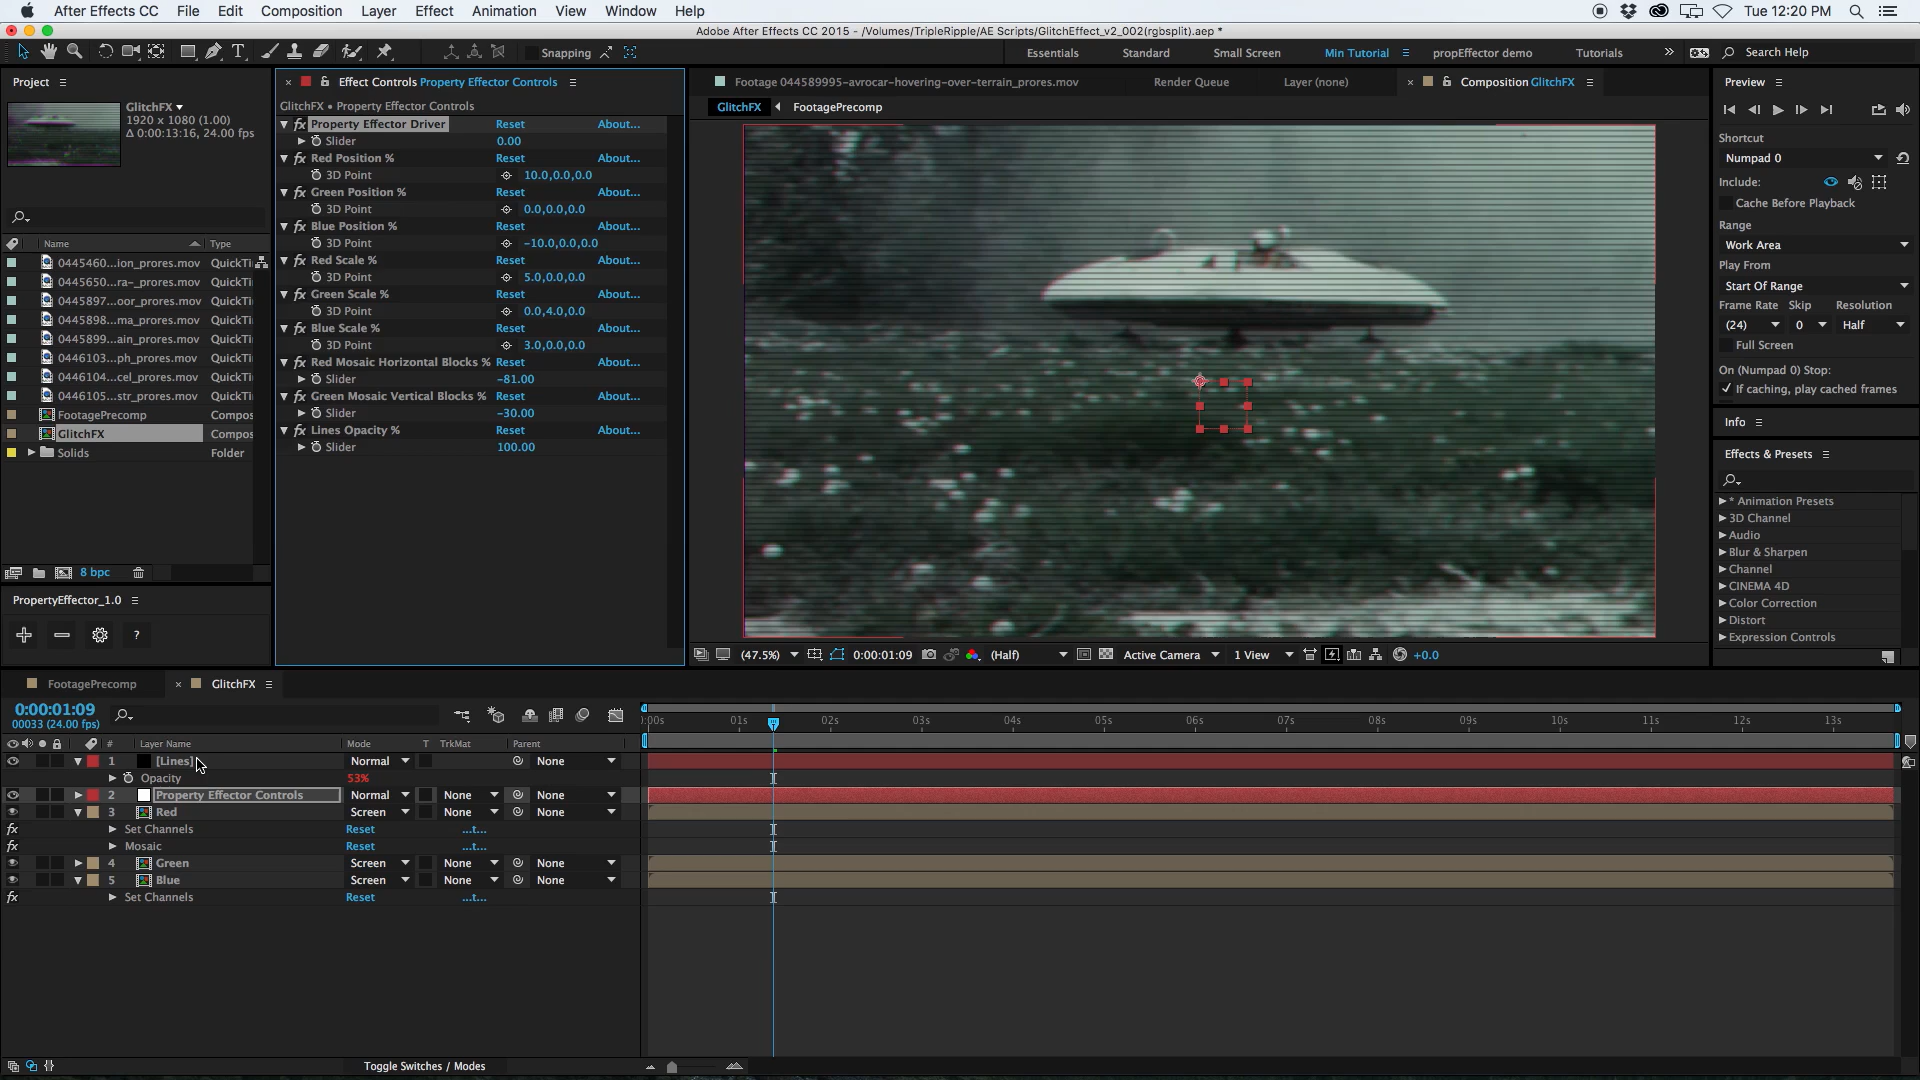 After Effects CC File Edit Composition Layer Effect Animation View Window Help Tue 12:20 PM
Adobe After Effects CC 2015 - /Volumes/TripleRipple/AE Scripts/GlitchEffect_v2_002(rgbsplit).aep *
T Snapping Essentials Standard Small Screen Min Tutorial propEffector demo Tutorials Search Help
Project
GlitchFX
1920 x 1080 (1.00)
Δ 0:00:13:16, 24.00 fps
Name Type
0445460...ion_prores.mov QuickTi
0445650...ra-_prores.mov QuickTi
0445897...oor_prores.mov QuickTi
0445898...ma_prores.mov QuickTi
0445899...ain_prores.mov QuickTi
0446103...ph_prores.mov QuickTi
0446104...cel_prores.mov QuickTi
0446105...str_prores.mov QuickTi
FootagePrecomp Compos
GlitchFX Compos
Solids Folder
8 bpc
PropertyEffector_1.0
?
Effect Controls Property Effector Controls
GlitchFX • Property Effector Controls
fx Property Effector Driver Reset About...
Slider 0.00
fx Red Position % Reset About...
3D Point 10.0,0.0,0.0
fx Green Position % Reset About...
3D Point 0.0,0.0,0.0
fx Blue Position % Reset About...
3D Point -10.0,0.0,0.0
fx Red Scale % Reset About...
3D Point 5.0,0.0,0.0
fx Green Scale % Reset About...
3D Point 0.0,4.0,0.0
fx Blue Scale % Reset About...
3D Point 3.0,0.0,0.0
fx Red Mosaic Horizontal Blocks % Reset About...
Slider -81.00
fx Green Mosaic Vertical Blocks % Reset About...
Slider -30.00
fx Lines Opacity % Reset About...
Slider 100.00
Footage 044589995-avrocar-hovering-over-terrain_prores.mov Render Queue Layer (none) Composition GlitchFX
GlitchFX FootagePrecomp
(47.5%) 0:00:01:09 (Half) Active Camera 1 View +0.0
Preview
Shortcut
Numpad 0
Include:
Cache Before Playback
Range
Work Area
Play From
Start Of Range
Frame Rate Skip Resolution
(24) 0 Half
Full Screen
On (Numpad 0) Stop:
If caching, play cached frames
Info
Effects & Presets
* Animation Presets
3D Channel
Audio
Blur & Sharpen
Channel
CINEMA 4D
Color Correction
Distort
Expression Controls
FootagePrecomp GlitchFX
0:00:01:09
00033 (24.00 fps)
# Layer Name Mode T TrkMat Parent
:00s 01s 02s 03s 04s 05s 06s 07s 08s 09s 10s 11s 12s 13s
1 [Lines] Normal None
Opacity 53%
2 Property Effector Controls Normal None None
3 Red Screen None None
fx Set Channels Reset ...t...
fx Mosaic Reset ...t...
4 Green Screen None None
5 Blue Screen None None
fx Set Channels Reset ...t...
Toggle Switches / Modes